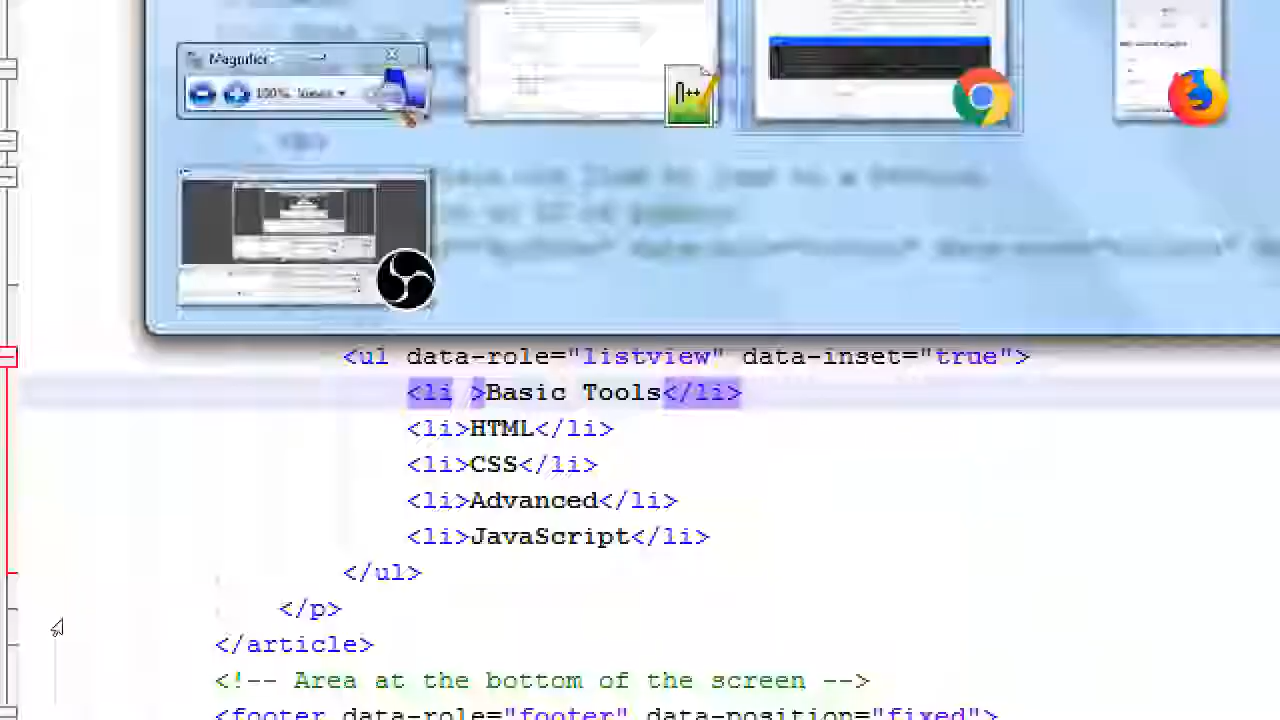 Magnifier
100% Views
<ul data-role="listview" data-inset="true">
<li >Basic Tools</li>
<li>HTML</li>
<li>CSS</li>
<li>Advanced</li>
<li>JavaScript</li>
</ul>
</p>
</article>
<!-- Area at the bottom of the screen -->
<footer data-role="footer" data-position="fixed">